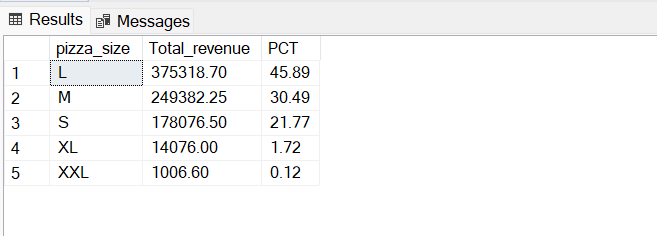 Results Messages
pizza_size Total_revenue PCT
1 L 375318.70 45.89
2 M 249382.25 30.49
3 S 178076.50 21.77
4 XL 14076.00 1.72
5 XXL 1006.60 0.12